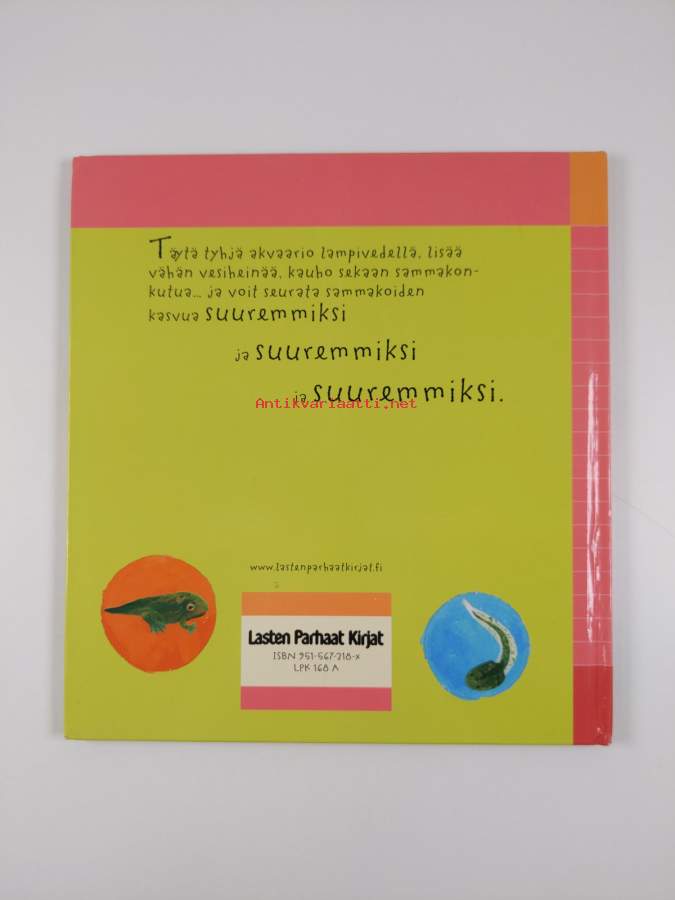 Täytä tyhjä akvaario lampivedellä, lisää
vähän vesiheinää, kauho sekaan sammakon-
kutua... ja voit seurata sammakoiden
kasvua suuremmiksi
ja suuremmiksi
ja suuremmiksi.
Antikvariaatti.net
www.lastenparhaatkirjat.fi
Lasten Parhaat Kirjat
ISBN 951-567-218-x
LPK 168 A